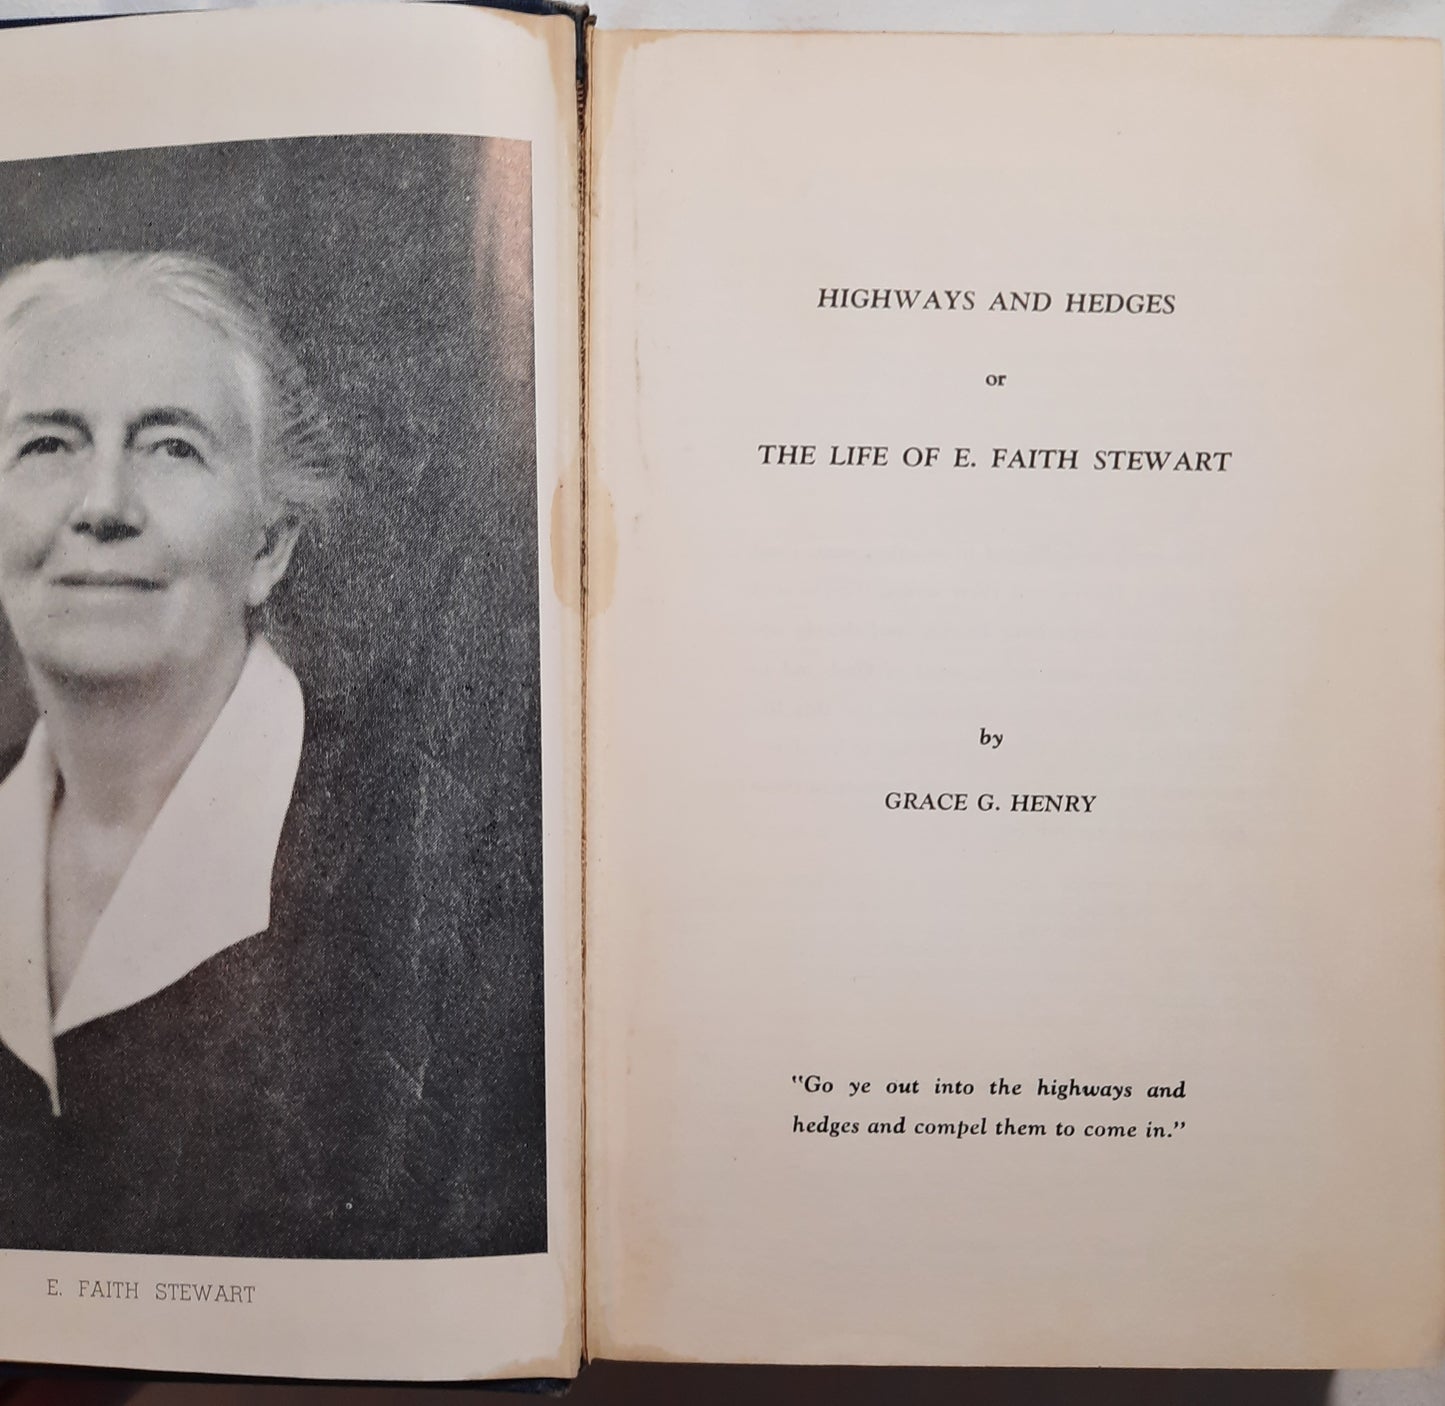 E. FAITH STEWART
HIGHWAYS AND HEDGES
or
THE LIFE OF E. FAITH STEWART
by
GRACE G. HENRY
"Go ye out into the highways and
hedges and compel them to come in."